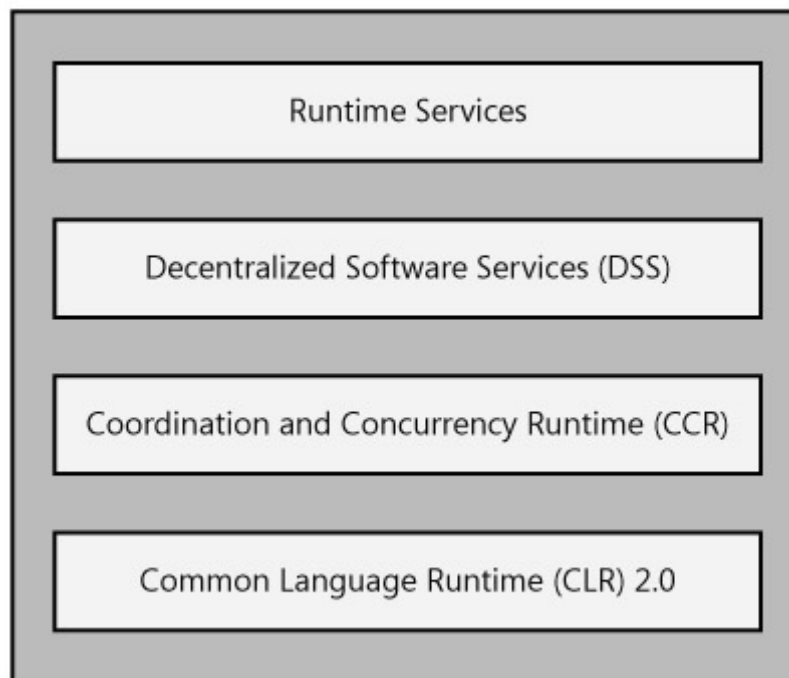 Runtime Services
Decentralized Software Services (DSS)
Coordination and Concurrency Runtime (CCR)
Common Language Runtime (CLR) 2.0